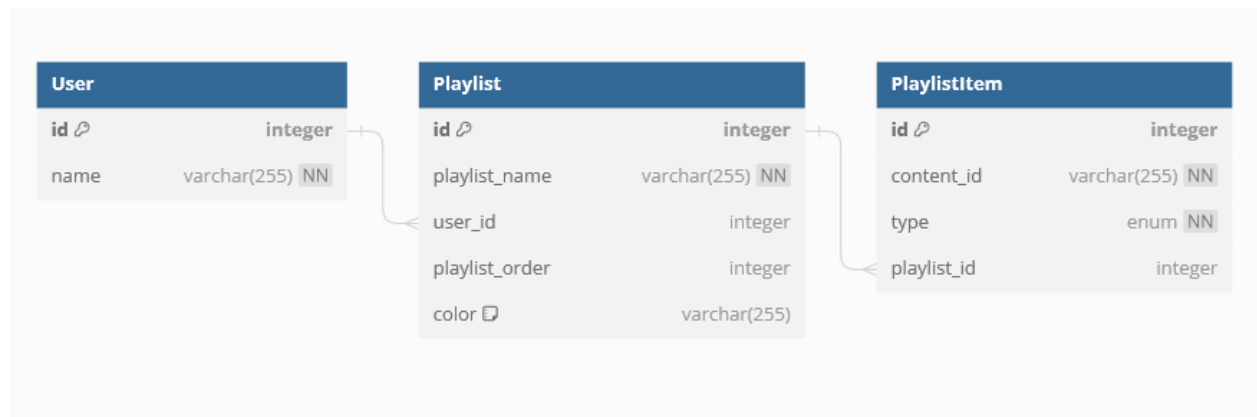 User
id integer
name varchar(255) NN
Playlist
id integer
playlist_name varchar(255) NN
user_id integer
playlist_order integer
color varchar(255)
PlaylistItem
id integer
content_id varchar(255) NN
type enum NN
playlist_id integer